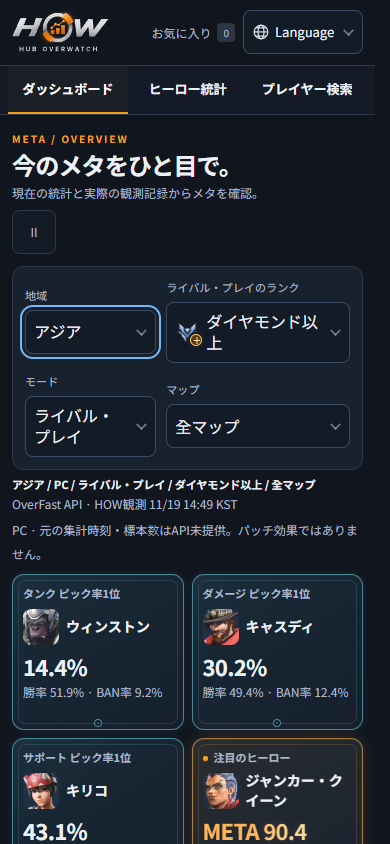 HOW
HUB OVERWATCH
お気に入り 0
Language
ダッシュボード ヒーロー統計 プレイヤー検索
META / OVERVIEW
今のメタをひと目で。
現在の統計と実際の観測記録からメタを確認。
地域
アジア
ライバル・プレイのランク
ダイヤモンド以
上
モード
ライバル・
プレイ
マップ
全マップ
アジア / PC / ライバル・プレイ / ダイヤモンド以上 / 全マップ
OverFast API · HOW観測 11/19 14:49 KST
PC · 元の集計時刻・標本数はAPI未提供。パッチ効果ではありま
せん。
タンク ピック率1位
ウィンストン
14.4%
勝率 51.9% · BAN率 9.2%
ダメージ ピック率1位
キャスディ
30.2%
勝率 49.4% · BAN率 12.4%
サポート ピック率1位
キリコ
43.1%
注目のヒーロー
ジャンカー・ク
イーン
META 90.4